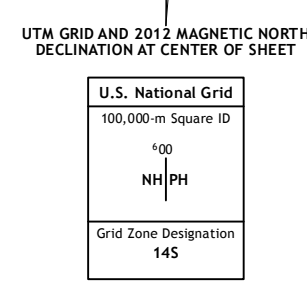 UTM GRID AND 2012 MAGNETIC NORTH
DECLINATION AT CENTER OF SHEET
U.S. National Grid
100,000-m Square ID
⁶00
NH PH
Grid Zone Designation
14S